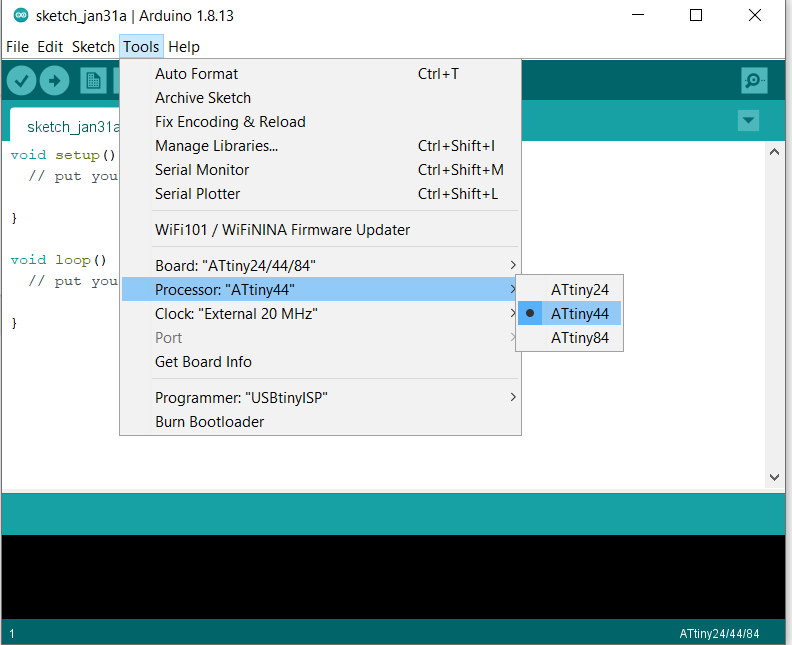 sketch_jan31a | Arduino 1.8.13
File Edit Sketch Tools Help
Auto Format Ctrl+T
Archive Sketch
Fix Encoding & Reload
Manage Libraries... Ctrl+Shift+I
Serial Monitor Ctrl+Shift+M
Serial Plotter Ctrl+Shift+L
WiFi101 / WiFiNINA Firmware Updater
Board: "ATtiny24/44/84"
Processor: "ATtiny44"
Clock: "External 20 MHz"
Port
Get Board Info
Programmer: "USBtinyISP"
Burn Bootloader
ATtiny24
ATtiny44
ATtiny84
sketch_jan31a
void setup()
// put you
}
void loop()
// put you
}
1 ATtiny24/44/84